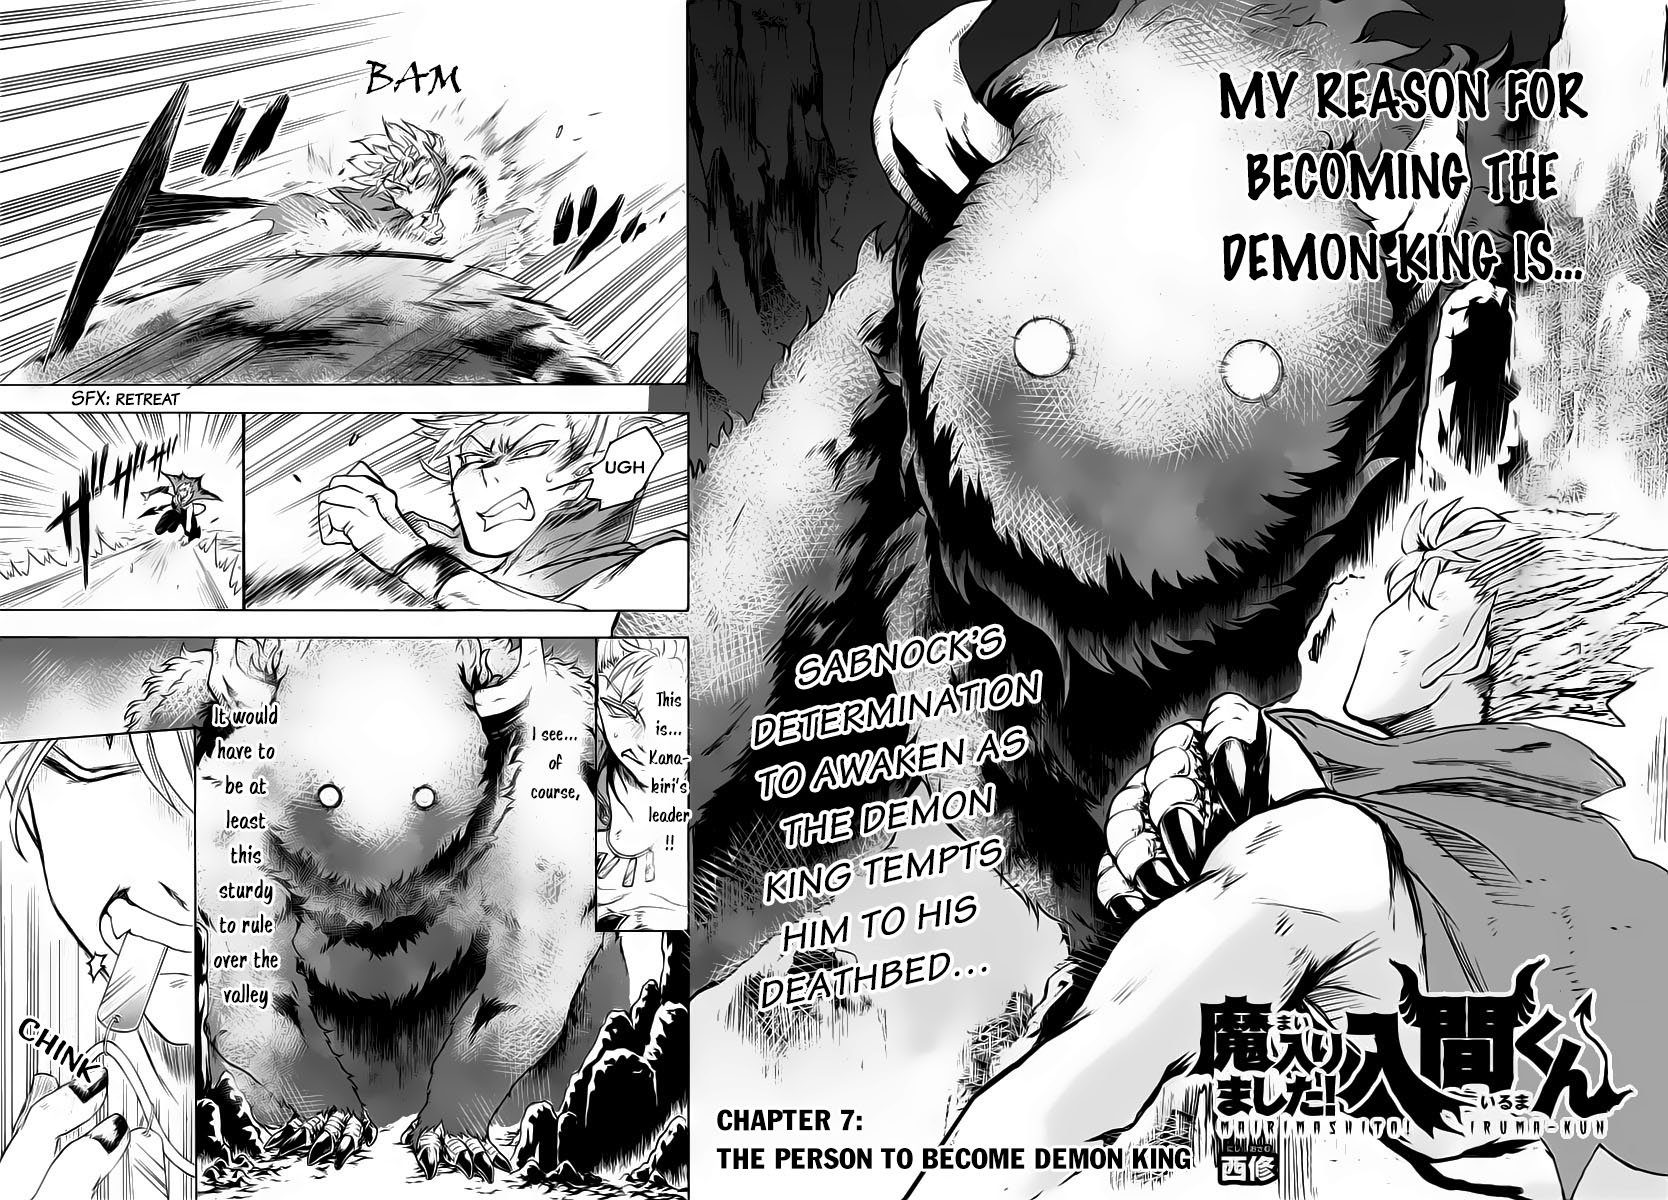 MY REASON FOR
BECOMING THE
DEMON KING IS...
SABNOCK'S
DETERMINATION
TO AWAKEN AS
THE DEMON
KING TEMPTS
HIM TO HIS
DEATHBED...
魔入りました!入間くん
まい
いるま
MAIRIMASHITA! IRUMA-KUN
西修
CHAPTER 7:
THE PERSON TO BECOME DEMON KING
BAM
SFX: RETREAT
UGH
ザザザ
This
is...
Kana-
kiri's
leader
!!
I see...
of
course,
It would
have to
be at
least
this
sturdy
to rule
over the
valley
CHINK